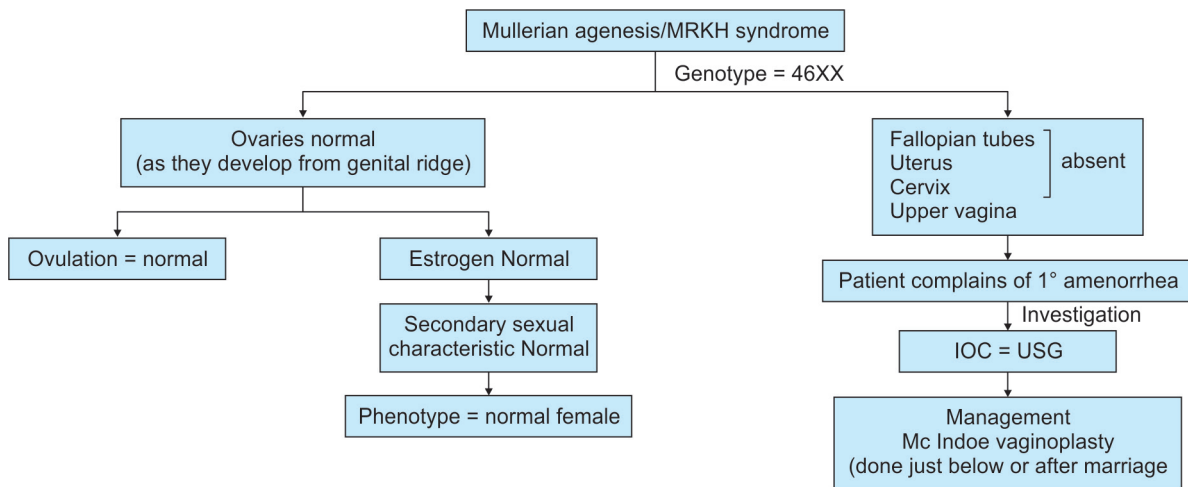 Mullerian agenesis/MRKH syndrome
Genotype = 46XX
Ovaries normal
(as they develop from genital ridge)
Ovulation = normal
Estrogen Normal
Secondary sexual
characteristic Normal
Phenotype = normal female
Fallopian tubes
Uterus
Cervix
absent
Upper vagina
Patient complains of 1° amenorrhea
Investigation
IOC = USG
Management
Mc Indoe vaginoplasty
(done just below or after marriage